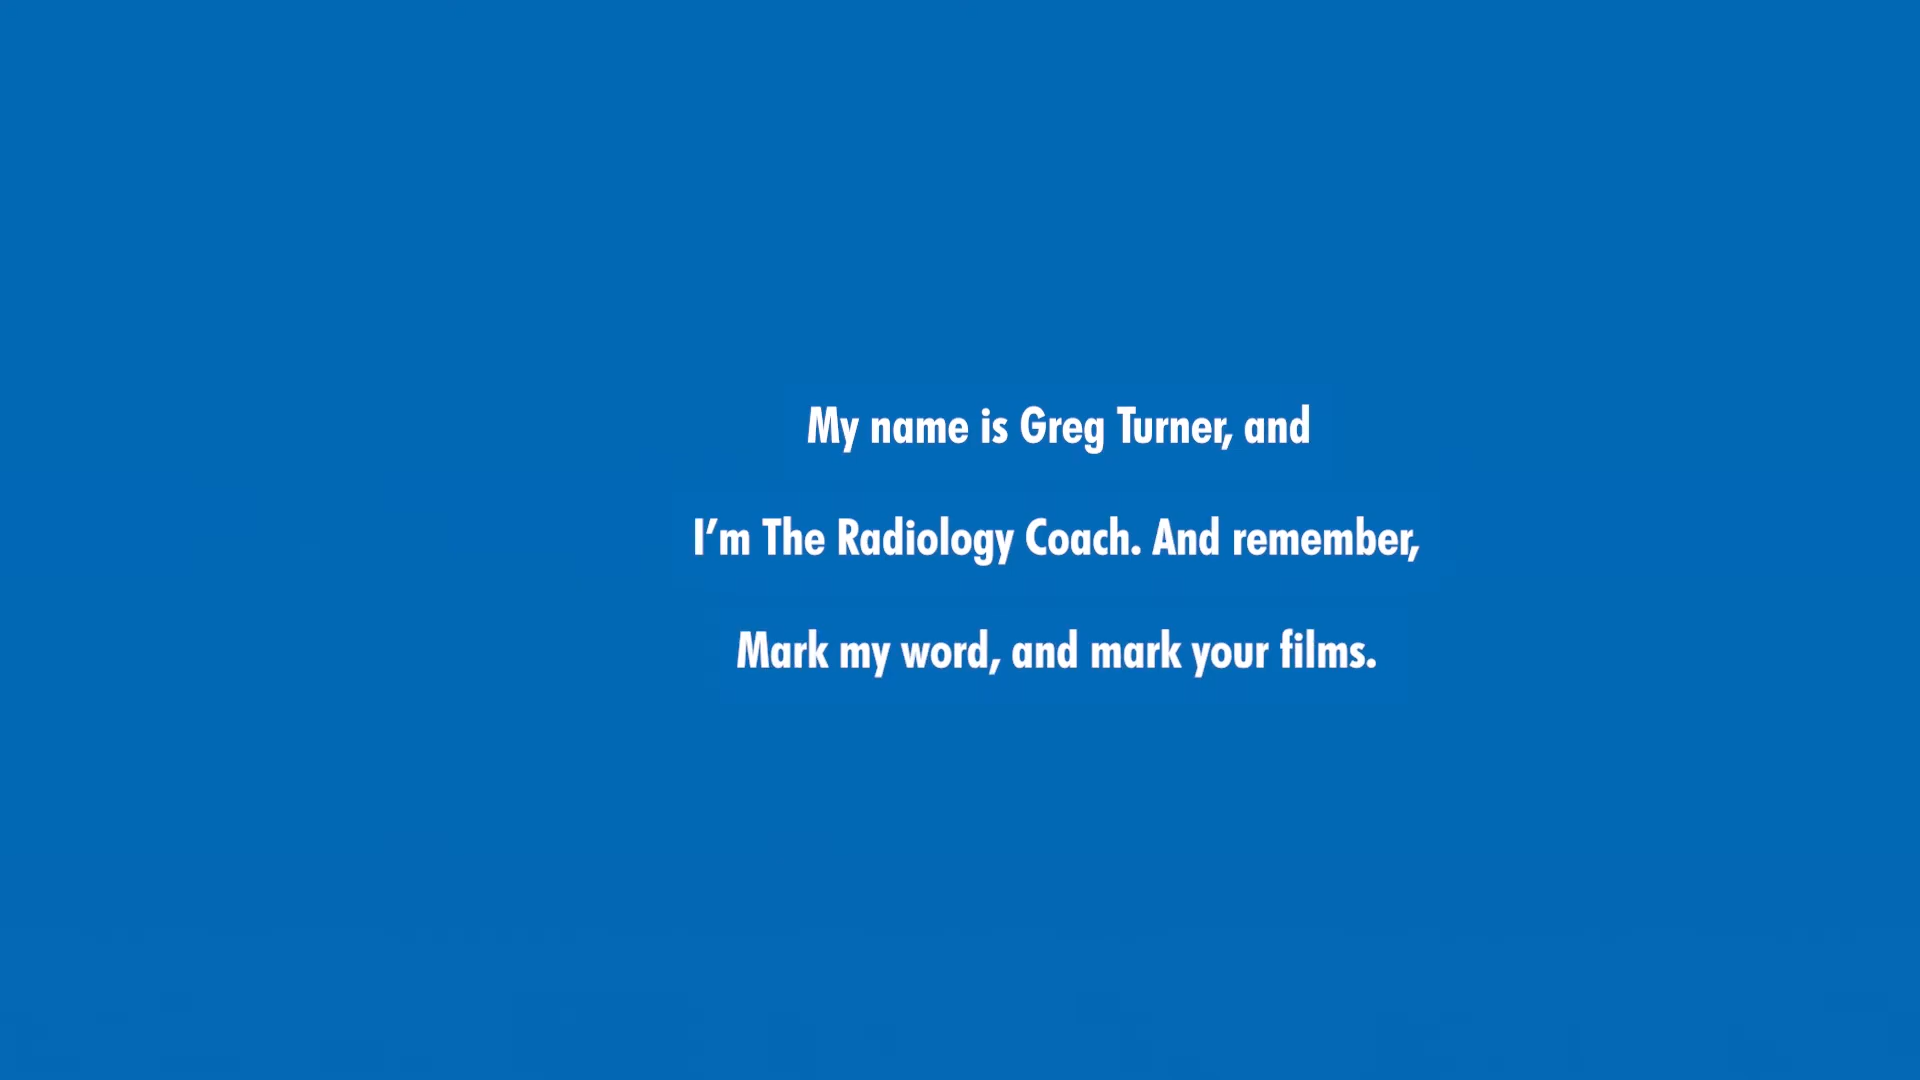 My name is Greg Turner, and
I’m The Radiology Coach. And remember,
Mark my word, and mark your films.